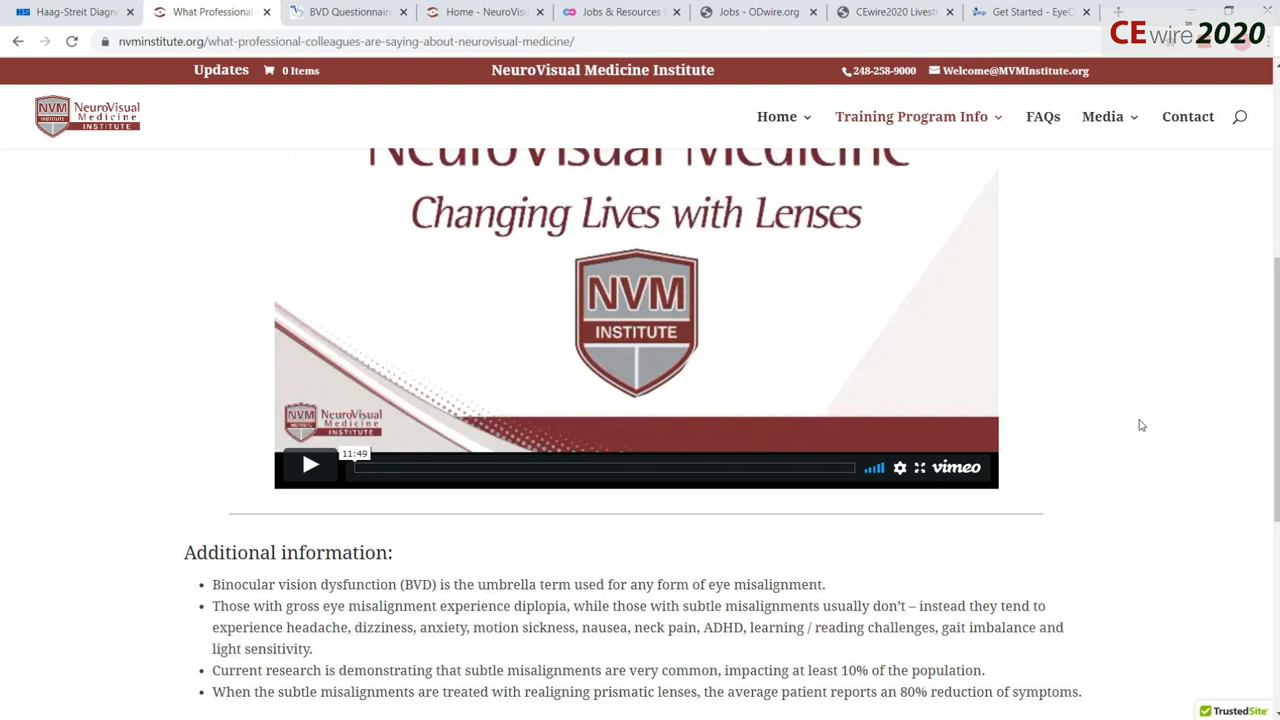 Haag-Streit Diagn
What Professional
BVD Questionnaire
Home - NeuroVisu
Jobs & Resources
Jobs - ODwire.org
CEwire2020 Livest
Get Started - EyeC
nvminstitute.org/what-professional-colleagues-are-saying-about-neurovisual-medicine/
CEwire2020
Updates
0 Items
NeuroVisual Medicine Institute
248-258-9000
Welcome@MVMInstitute.org
NVM
INSTITUTE
NeuroVisual
Medicine
INSTITUTE
Home
Training Program Info
FAQs
Media
Contact
NeuroVisual Medicine
Changing Lives with Lenses
NVM
INSTITUTE
NVM
INSTITUTE
NeuroVisual
Medicine
INSTITUTE
11:49
vimeo
Additional information:
• Binocular vision dysfunction (BVD) is the umbrella term used for any form of eye misalignment.
• Those with gross eye misalignment experience diplopia, while those with subtle misalignments usually don’t – instead they tend to
experience headache, dizziness, anxiety, motion sickness, nausea, neck pain, ADHD, learning / reading challenges, gait imbalance and
light sensitivity.
• Current research is demonstrating that subtle misalignments are very common, impacting at least 10% of the population.
• When the subtle misalignments are treated with realigning prismatic lenses, the average patient reports an 80% reduction of symptoms.
TrustedSite